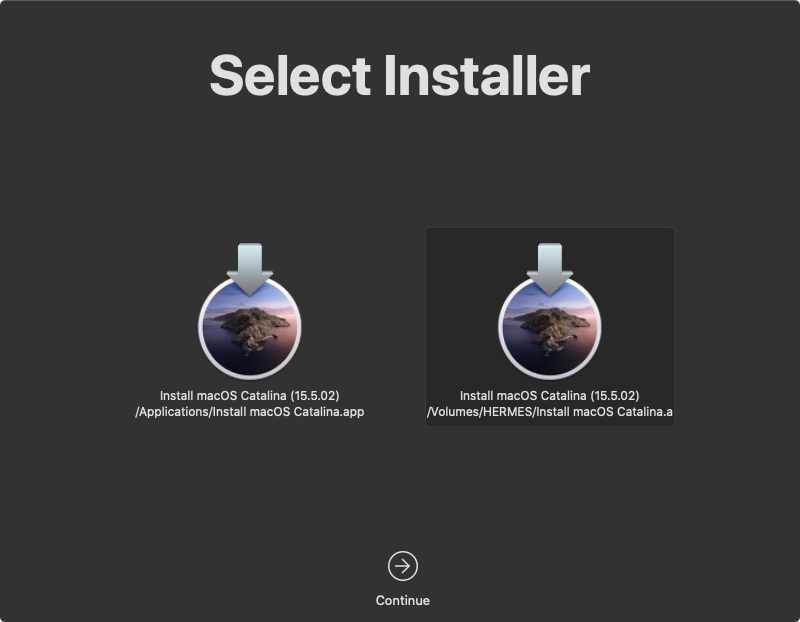 Select Installer
Install macOS Catalina (15.5.02)
/Applications/Install macOS Catalina.app
Install macOS Catalina (15.5.02)
/Volumes/HERMES/Install macOS Catalina.a
Continue